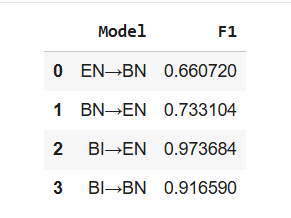 Model F1
0 EN→BN 0.660720
1 BN→EN 0.733104
2 BI→EN 0.973684
3 BI→BN 0.916590